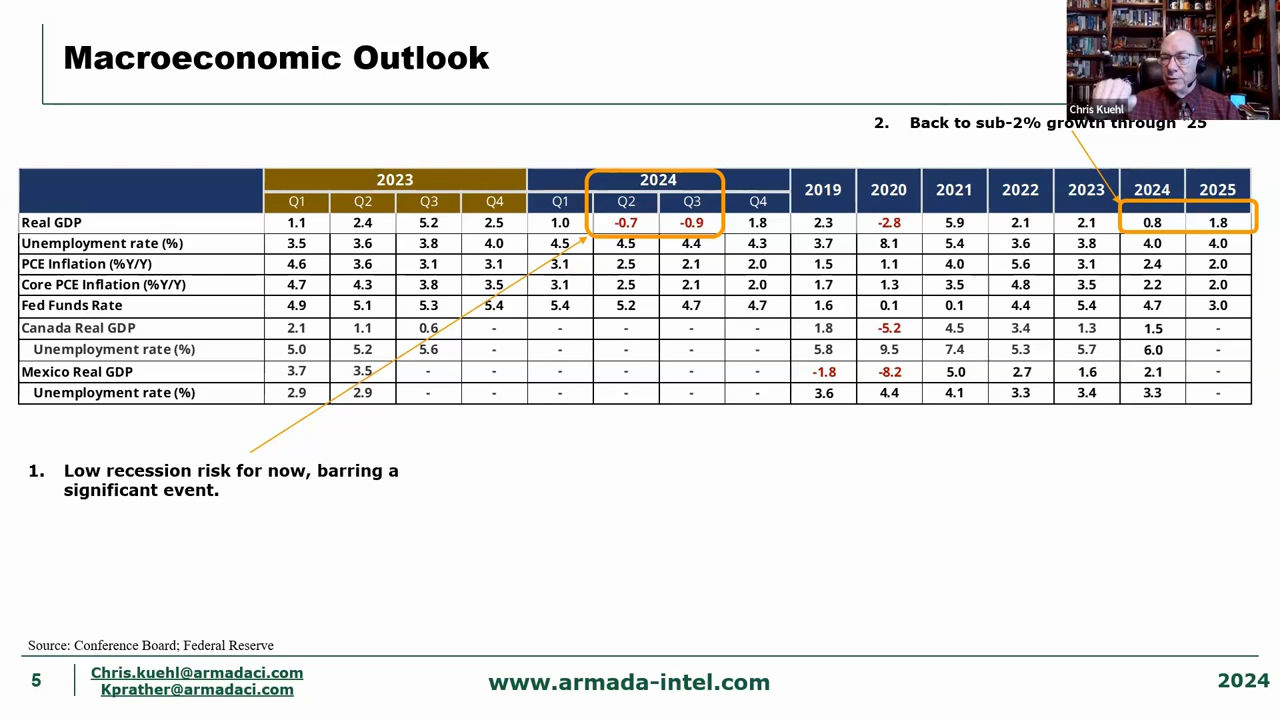 Macroeconomic Outlook
Chris Kuehl
2. Back to sub-2% growth through '25
2023 2024 2019 2020 2021 2022 2023 2024 2025
Q1 Q2 Q3 Q4 Q1 Q2 Q3 Q4
Real GDP 1.1 2.4 5.2 2.5 1.0 -0.7 -0.9 1.8 2.3 -2.8 5.9 2.1 2.1 0.8 1.8
Unemployment rate (%) 3.5 3.6 3.8 4.0 4.5 4.5 4.4 4.3 3.7 8.1 5.4 3.6 3.8 4.0 4.0
PCE Inflation (%Y/Y) 4.6 3.6 3.1 3.1 3.1 2.5 2.1 2.0 1.5 1.1 4.0 5.6 3.1 2.4 2.0
Core PCE Inflation (%Y/Y) 4.7 4.3 3.8 3.5 3.1 2.5 2.1 2.0 1.7 1.3 3.5 4.8 3.5 2.2 2.0
Fed Funds Rate 4.9 5.1 5.3 5.4 5.4 5.2 4.7 4.7 1.6 0.1 0.1 4.4 5.4 4.7 3.0
Canada Real GDP 2.1 1.1 0.6 - - - - - 1.8 -5.2 4.5 3.4 1.3 1.5 -
Unemployment rate (%) 5.0 5.2 5.6 - - - - - 5.8 9.5 7.4 5.3 5.7 6.0 -
Mexico Real GDP 3.7 3.5 - - - - - - -1.8 -8.2 5.0 2.7 1.6 2.1 -
Unemployment rate (%) 2.9 2.9 - - - - - - 3.6 4.4 4.1 3.3 3.4 3.3 -
1. Low recession risk for now, barring a
significant event.
Source: Conference Board; Federal Reserve
5
Chris.kuehl@armadaci.com
Kprather@armadaci.com
www.armada-intel.com
2024